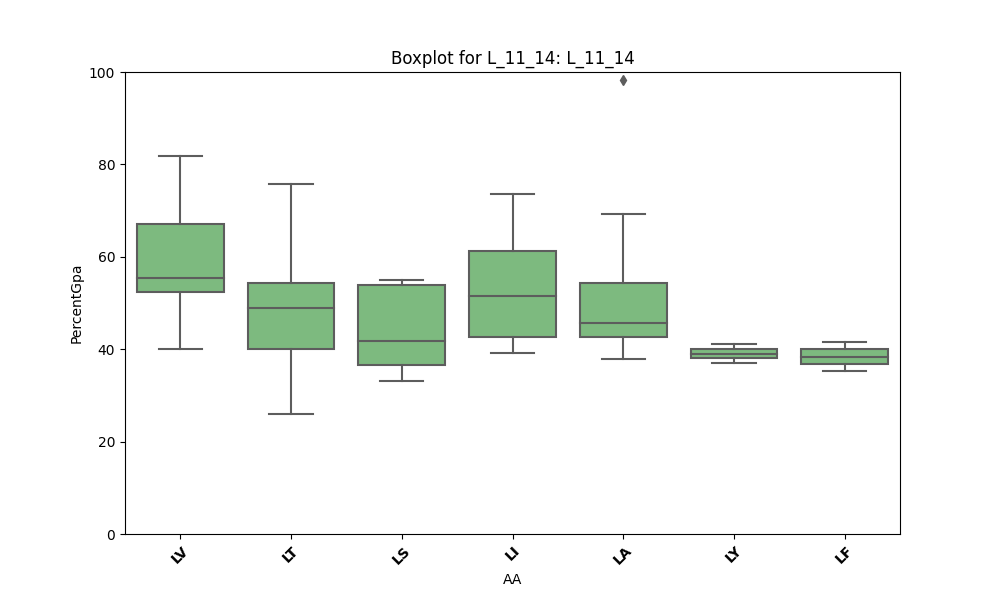 Boxplot for L_11_14: L_11_14
100
80
60
40
20
0
PercentGpa
LV
LT
LS
LI
LA
LY
LF
AA